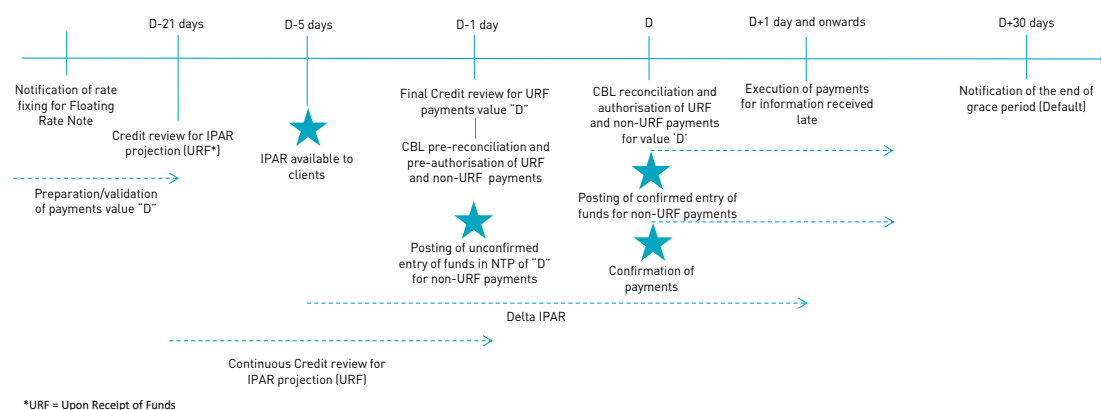 D-21 days
D-5 days
D-1 day
D
D+1 day and onwards
D+30 days
Notification of rate
fixing for Floating
Rate Note
Credit review for IPAR
projection (URF*)
IPAR available to
clients
Final Credit review for URF
payments value “D”
CBL pre-reconciliation and
pre-authorisation of URF
and non-URF payments
Posting of unconfirmed
entry of funds in NTP of “D”
for non-URF payments
CBL reconciliation and
authorisation of URF
and non-URF payments
for value ‘D’
Posting of confirmed entry of
funds for non-URF payments
Confirmation of
payments
Execution of payments
for information received
late
Notification of the end of
grace period (Default)
Preparation/validation
of payments value “D”
Delta IPAR
Continuous Credit review for
IPAR projection (URF)
*URF = Upon Receipt of Funds